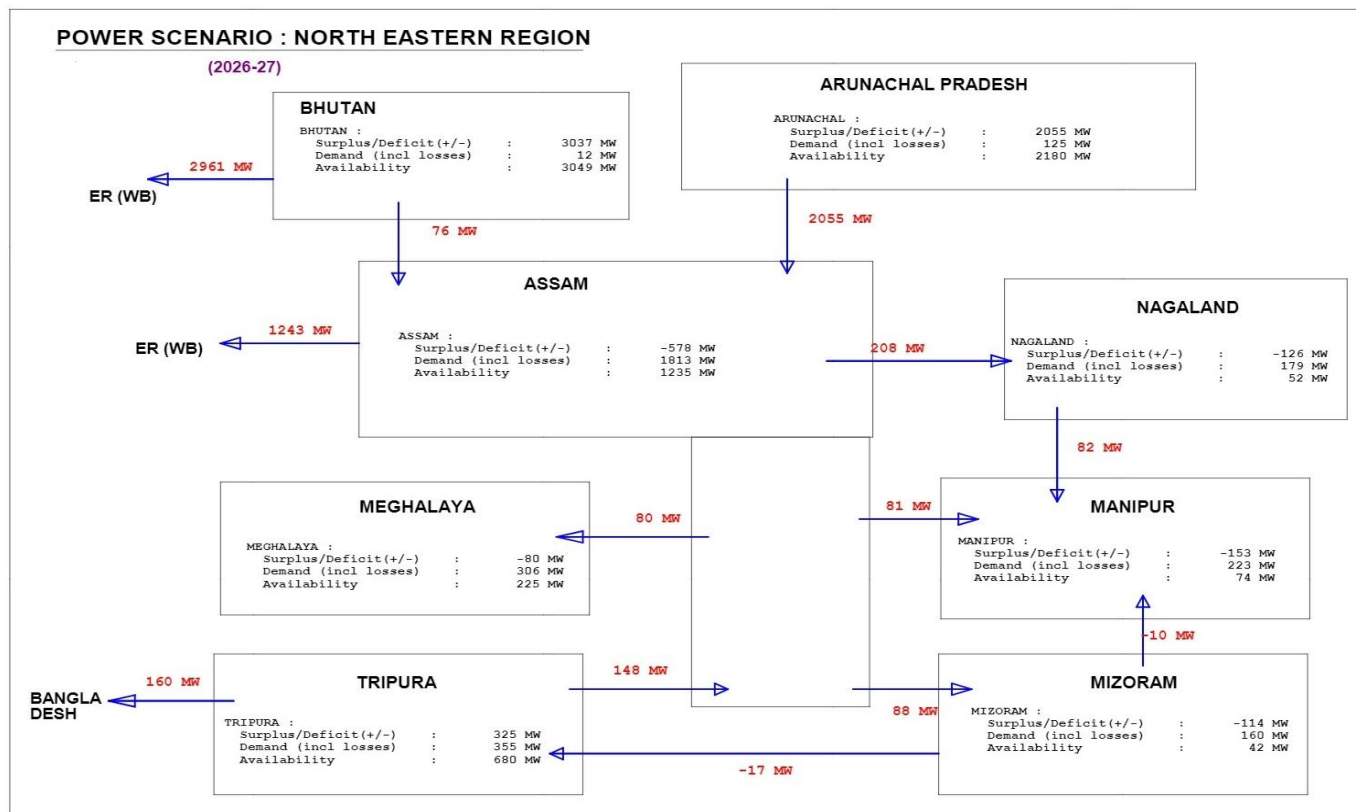 POWER SCENARIO : NORTH EASTERN REGION
(2026-27)
BHUTAN
BHUTAN :
Surplus/Deficit(+/-) : 3037 MW
Demand (incl losses) : 12 MW
Availability : 3049 MW
ARUNACHAL PRADESH
ARUNACHAL :
Surplus/Deficit(+/-) : 2055 MW
Demand (incl losses) : 125 MW
Availability : 2180 MW
2961 MW
ER (WB)
76 MW
2055 MW
ASSAM
ASSAM :
Surplus/Deficit(+/-) : -578 MW
Demand (incl losses) : 1813 MW
Availability : 1235 MW
1243 MW
ER (WB)
208 MW
NAGALAND
NAGALAND :
Surplus/Deficit(+/-) : -126 MW
Demand (incl losses) : 179 MW
Availability : 52 MW
82 MW
MEGHALAYA
MEGHALAYA :
Surplus/Deficit(+/-) : -80 MW
Demand (incl losses) : 306 MW
Availability : 225 MW
80 MW
81 MW
MANIPUR
MANIPUR :
Surplus/Deficit(+/-) : -153 MW
Demand (incl losses) : 223 MW
Availability : 74 MW
-10 MW
160 MW
BANGLA
DESH
TRIPURA
TRIPURA :
Surplus/Deficit(+/-) : 325 MW
Demand (incl losses) : 355 MW
Availability : 680 MW
148 MW
88 MW
MIZORAM
MIZORAM :
Surplus/Deficit(+/-) : -114 MW
Demand (incl losses) : 160 MW
Availability : 42 MW
-17 MW